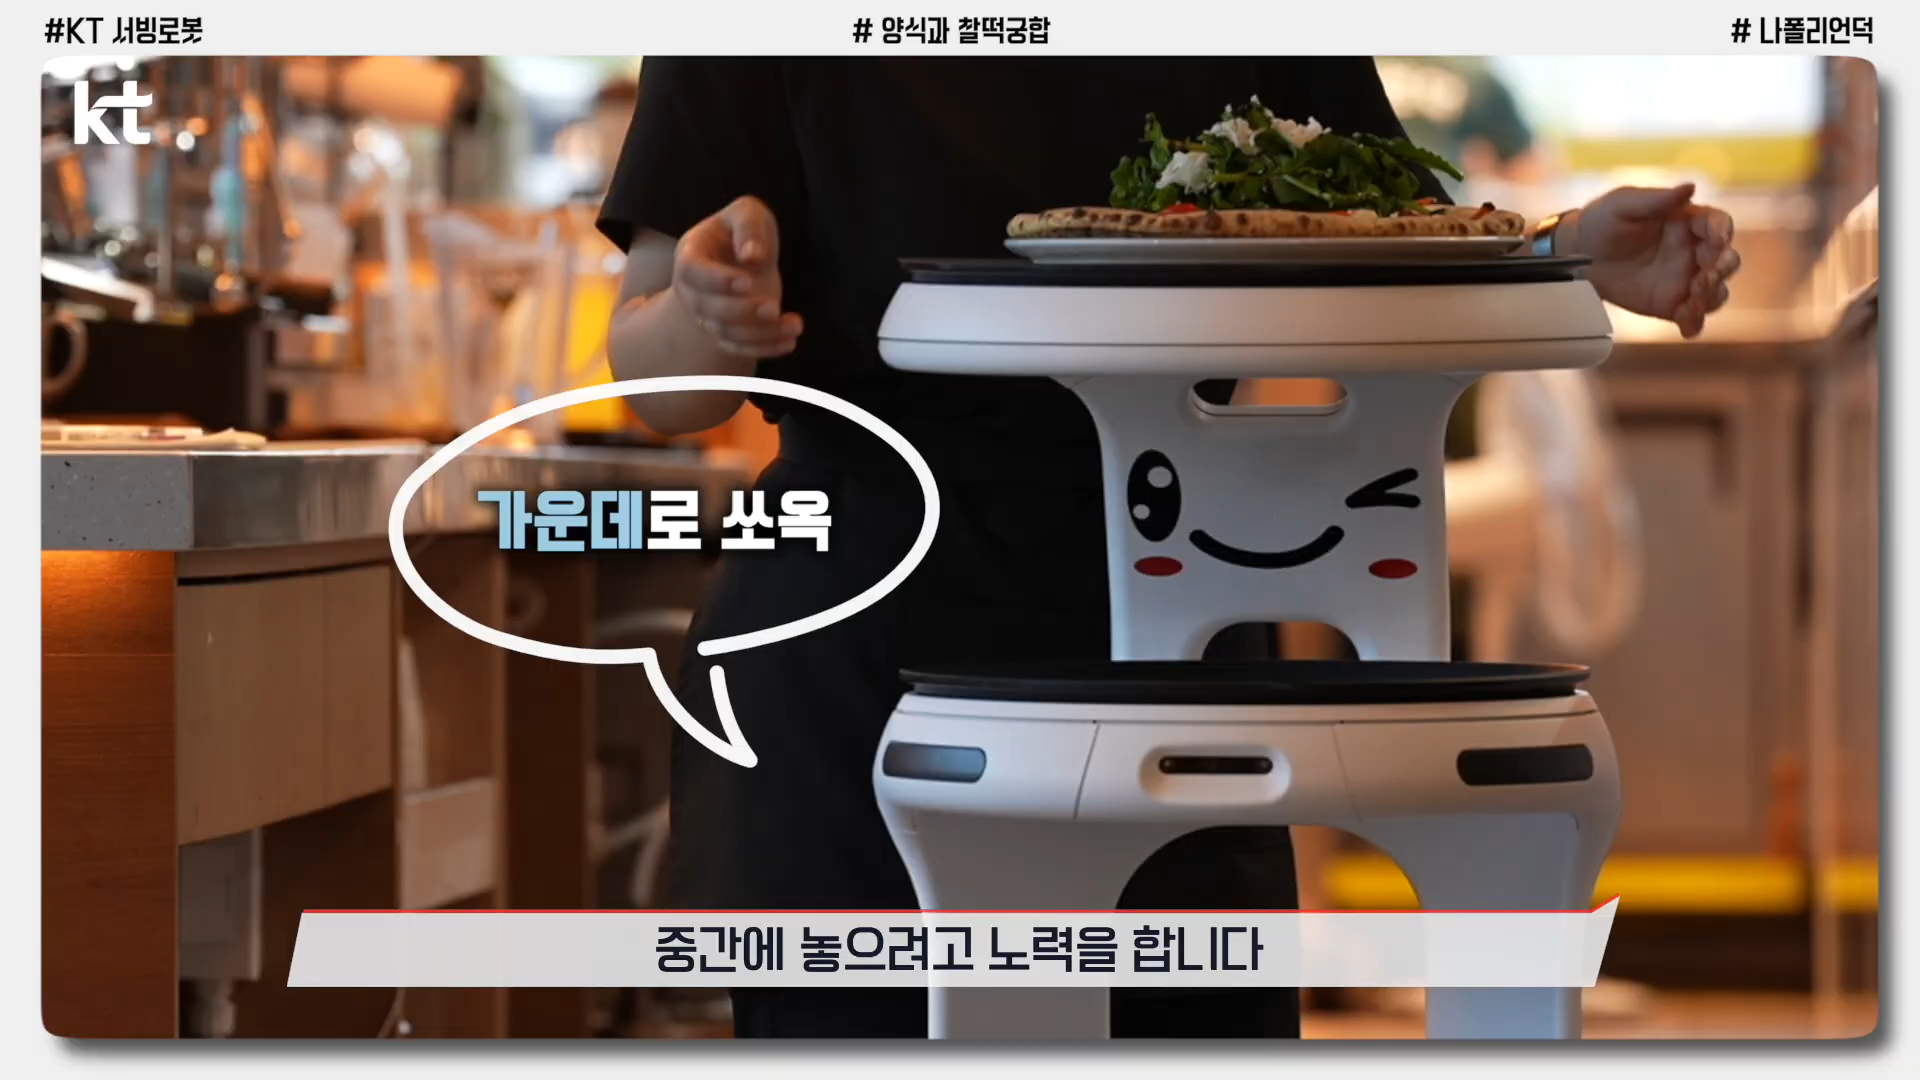 #KT 서빙로봇
# 양식과 찰떡궁합
# 나폴리언덕
kt
가운데로 쏘옥
중간에 놓으려고 노력을 합니다